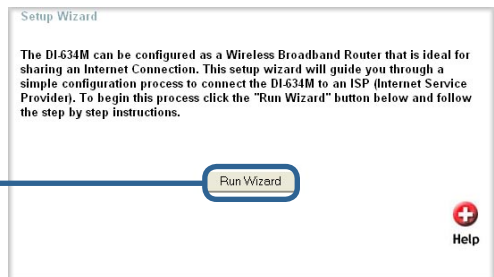 Setup Wizard
The DI-634M can be configured as a Wireless Broadband Router that is ideal for
sharing an Internet Connection. This setup wizard will guide you through a
simple configuration process to connect the DI-634M to an ISP (Internet Service
Provider). To begin this process click the "Run Wizard" button below and follow
the step by step instructions.
Run Wizard
Help